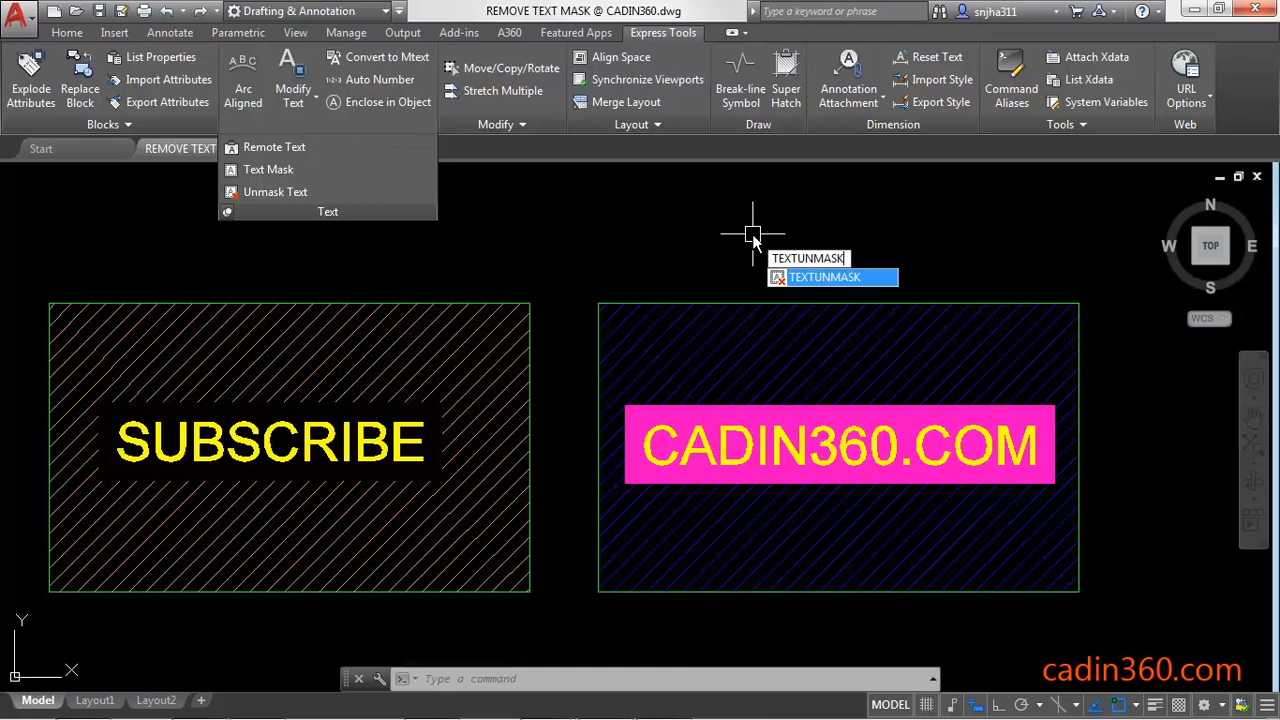 Drafting & Annotation
REMOVE TEXT MASK @ CADIN360.dwg
Type a keyword or phrase
snjha311
Home
Insert
Annotate
Parametric
View
Manage
Output
Add-ins
A360
Featured Apps
Express Tools
Explode Attributes
Replace Block
List Properties
Import Attributes
Export Attributes
Blocks
ABC
Arc Aligned
Modify Text
Convert to Mtext
Auto Number
Enclose in Object
Remote Text
Text Mask
Unmask Text
Text
Move/Copy/Rotate
Stretch Multiple
Modify
Align Space
Synchronize Viewports
Merge Layout
Layout
Break-line Symbol
Super Hatch
Draw
Annotation Attachment
Reset Text
Import Style
Export Style
Dimension
Command Aliases
Attach Xdata
List Xdata
System Variables
Tools
URL Options
Web
Start
REMOVE TEXT
N
W
TOP
E
S
WCS
TEXTUNMASK
TEXTUNMASK
SUBSCRIBE
CADIN360.COM
Y
X
Type a command
cadin360.com
Model
Layout1
Layout2
MODEL